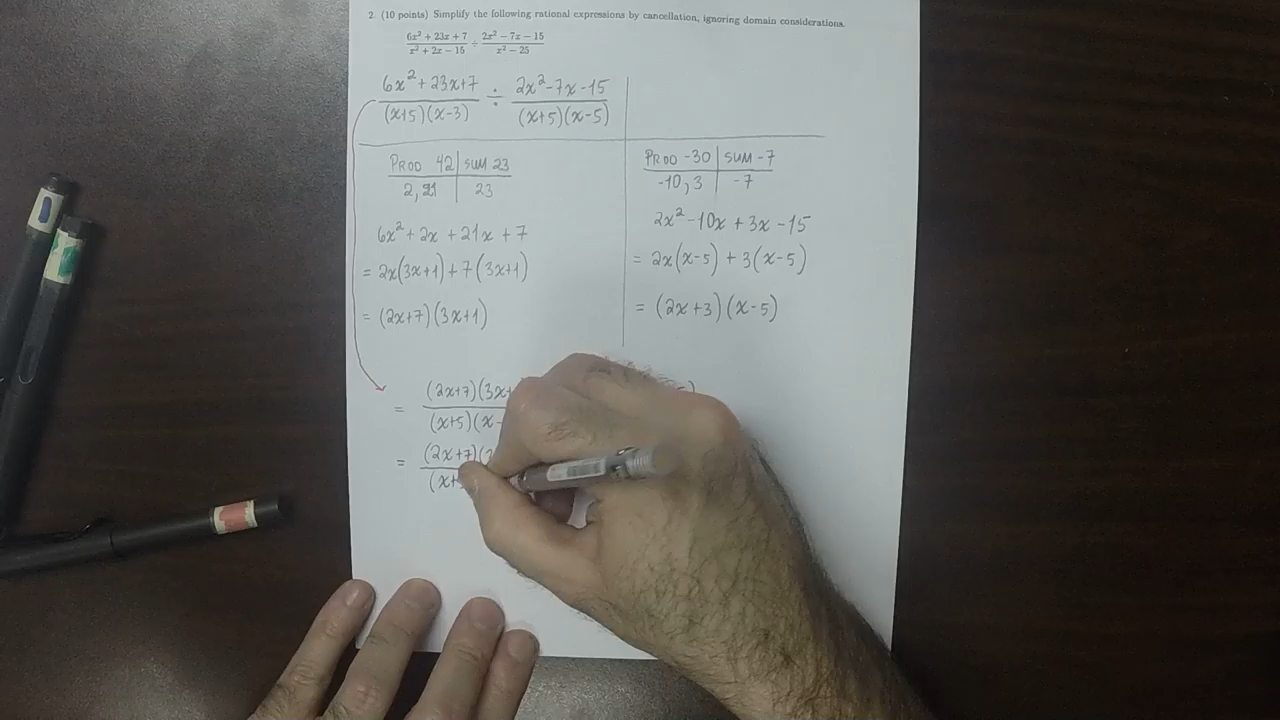 2. (10 points) Simplify the following rational expressions by cancellation, ignoring domain considerations.
6x² + 23x + 7 / x² + 2x − 15 ÷ 2x² − 7x − 15 / x² − 25
6x² + 23x + 7 / (x+5)(x-3) ÷ 2x² - 7x - 15 / (x+5)(x-5)
PROD 42 | SUM 23
2, 21 | 23
6x² + 2x + 21x + 7
= 2x(3x+1) + 7(3x+1)
= (2x+7)(3x+1)
PROD -30 | SUM -7
-10, 3 | -7
2x² - 10x + 3x - 15
= 2x(x-5) + 3(x-5)
= (2x+3)(x-5)
= (2x+7)(3x+ / (x+5)(x-
= (2x+7)( / (x+